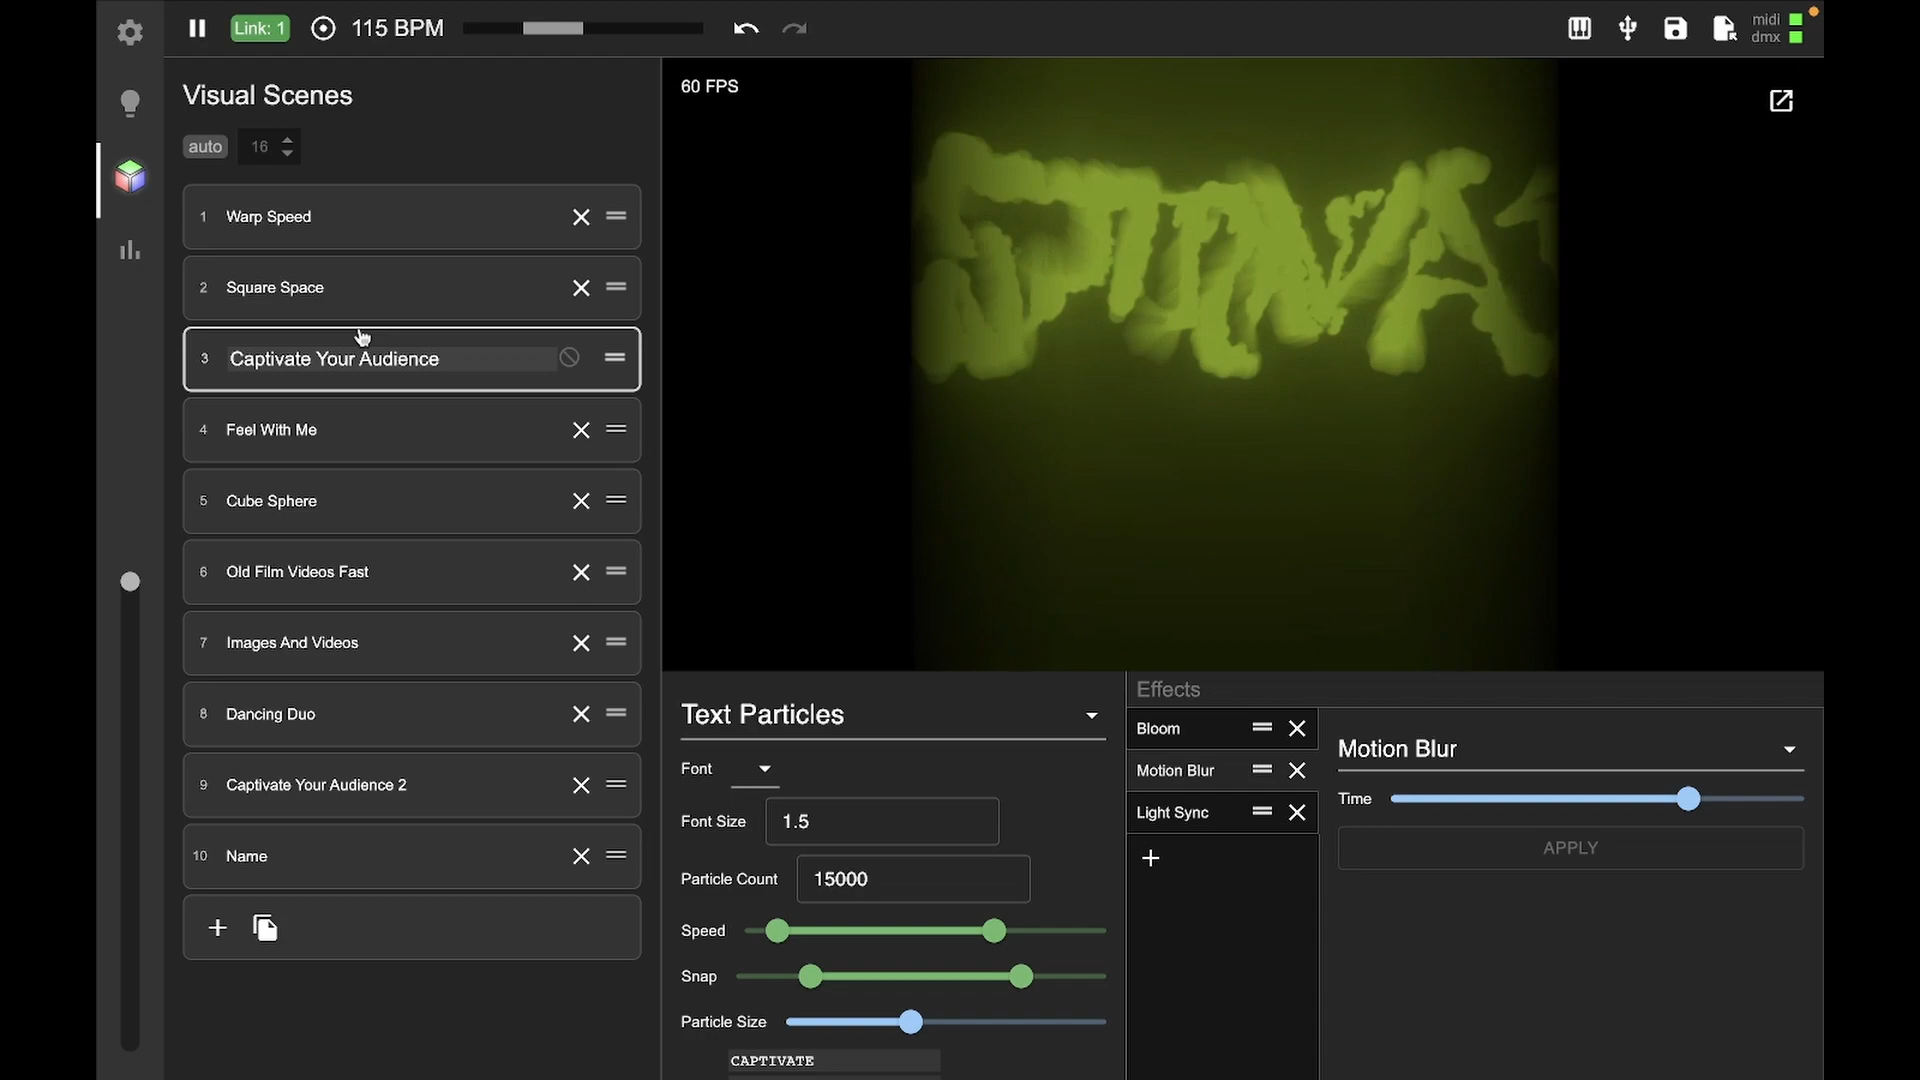 Link: 1
115 BPM
midi
dmx
Visual Scenes
60 FPS
auto
16
1 Warp Speed
2 Square Space
3 Captivate Your Audience
4 Feel With Me
5 Cube Sphere
6 Old Film Videos Fast
7 Images And Videos
8 Dancing Duo
9 Captivate Your Audience 2
10 Name
Text Particles
Font
Font Size 1.5
Particle Count 15000
Speed
Snap
Particle Size
CAPTIVATE
Effects
Bloom
Motion Blur
Light Sync
Motion Blur
Time
APPLY